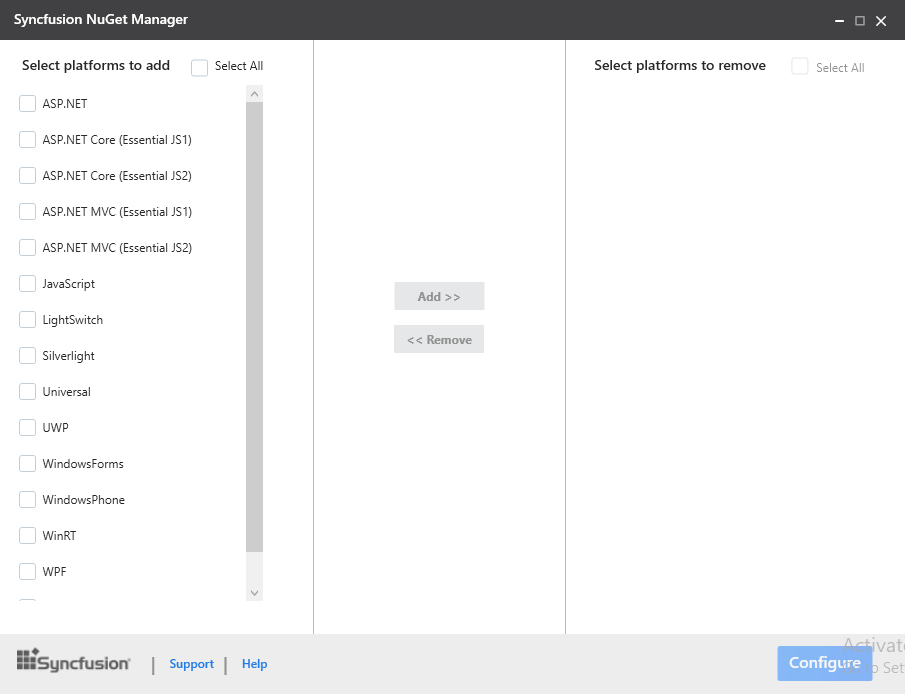 Syncfusion NuGet Manager
Select platforms to add
Select All
Select platforms to remove
Select All
ASP.NET
ASP.NET Core (Essential JS1)
ASP.NET Core (Essential JS2)
ASP.NET MVC (Essential JS1)
ASP.NET MVC (Essential JS2)
JavaScript
LightSwitch
Silverlight
Universal
UWP
WindowsForms
WindowsPhone
WinRT
WPF
Add >>
<< Remove
Syncfusion | Support | Help
Configure
Activat
to Set